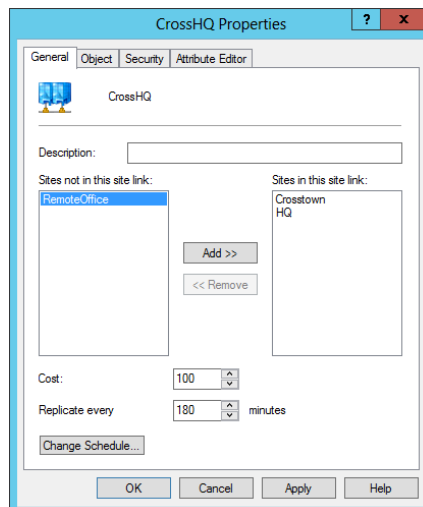 CrossHQ Properties
? x
General Object Security Attribute Editor
CrossHQ
Description:
Sites not in this site link: Sites in this site link:
RemoteOffice Crosstown
HQ
Add >>
<< Remove
Cost: 100
Replicate every 180 minutes
Change Schedule...
OK Cancel Apply Help